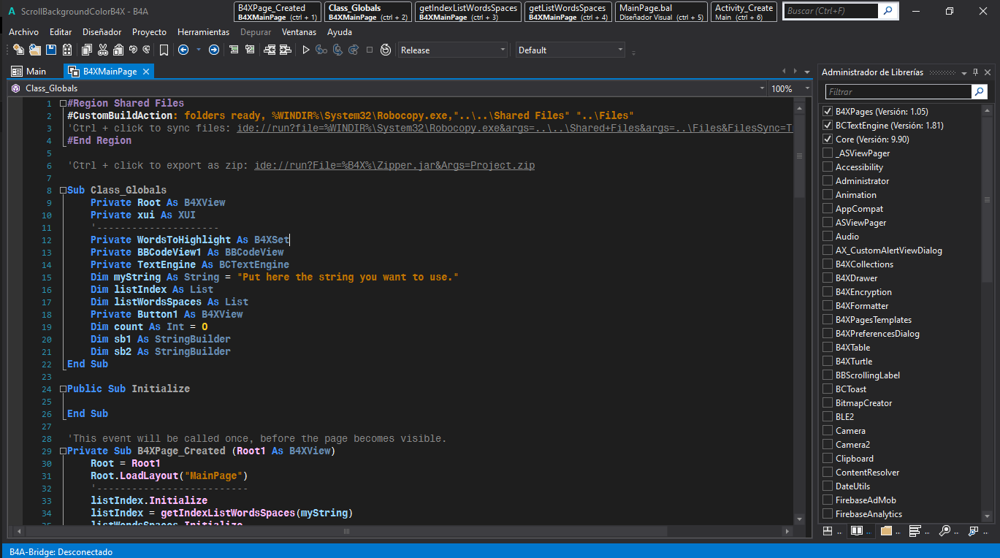 ScrollBackgroundColorB4X - B4A
B4XPage_Created
B4XMainPage (ctrl + 1)
Class_Globals
B4XMainPage (ctrl + 2)
getIndexListWordsSpaces
B4XMainPage (ctrl + 3)
getListWordsSpaces
B4XMainPage (ctrl + 4)
MainPage.bal
Diseñador Visual (ctrl + 5)
Activity_Create
Main (ctrl + 6)
Buscar (Ctrl+F)
Archivo Editar Diseñador Proyecto Herramientas Depurar Ventanas Ayuda
Release Default
Main B4XMainPage
Class_Globals 100%
1 #Region Shared Files
2 #CustomBuildAction: folders ready, %WINDIR%\System32\Robocopy.exe,"..\..\Shared Files" "..\Files"
3 'Ctrl + click to sync files: ide://run?file=%WINDIR%\System32\Robocopy.exe&args=..\..\Shared+Files&args=..\Files&FilesSync=T
4 #End Region
5
6 'Ctrl + click to export as zip: ide://run?File=%B4X%\Zipper.jar&Args=Project.zip
7
8 Sub Class_Globals
9 Private Root As B4XView
10 Private xui As XUI
11 '---------------------
12 Private WordsToHighlight As B4XSet
13 Private BBCodeView1 As BBCodeView
14 Private TextEngine As BCTextEngine
15 Dim myString As String = "Put here the string you want to use."
16 Dim listIndex As List
17 Dim listWordsSpaces As List
18 Private Button1 As B4XView
19 Dim count As Int = 0
20 Dim sb1 As StringBuilder
21 Dim sb2 As StringBuilder
22 End Sub
23
24 Public Sub Initialize
25
26 End Sub
27
28 'This event will be called once, before the page becomes visible.
29 Private Sub B4XPage_Created (Root1 As B4XView)
30 Root = Root1
31 Root.LoadLayout("MainPage")
32 '--------------------------
33 listIndex.Initialize
34 listIndex = getIndexListWordsSpaces(myString)
35 listWordsSpaces.Initialize
Administrador de Librerías
Filtrar
B4XPages (Versión: 1.05)
BCTextEngine (Versión: 1.81)
Core (Versión: 9.90)
_ASViewPager
Accessibility
Administrator
Animation
AppCompat
ASViewPager
Audio
AX_CustomAlertViewDialog
B4XCollections
B4XDrawer
B4XEncryption
B4XFormatter
B4XPagesTemplates
B4XPreferencesDialog
B4XTable
B4XTurtle
BBScrollingLabel
BCToast
BitmapCreator
BLE2
Camera
Camera2
Clipboard
ContentResolver
DateUtils
FirebaseAdMob
FirebaseAnalytics
B4A-Bridge: Desconectado